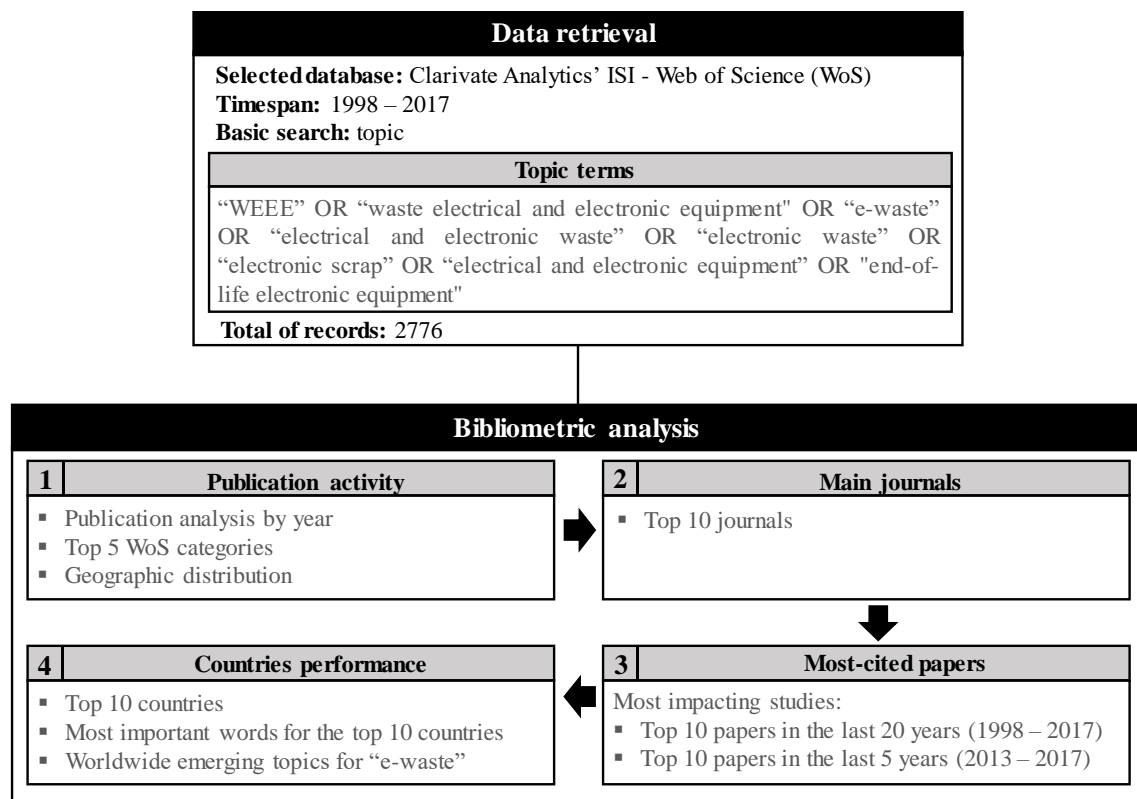 Data retrieval
Selected database: Clarivate Analytics’ ISI - Web of Science (WoS)
Timespan: 1998 – 2017
Basic search: topic
Topic terms
“WEEE” OR “waste electrical and electronic equipment" OR “e-waste”
OR “electrical and electronic waste” OR “electronic waste” OR
“electronic scrap” OR “electrical and electronic equipment” OR "end-of-
life electronic equipment"
Total of records: 2776
Bibliometric analysis
1 Publication activity
▪ Publication analysis by year
▪ Top 5 WoS categories
▪ Geographic distribution
2 Main journals
▪ Top 10 journals
3 Most-cited papers
Most impacting studies:
▪ Top 10 papers in the last 20 years (1998 – 2017)
▪ Top 10 papers in the last 5 years (2013 – 2017)
4 Countries performance
▪ Top 10 countries
▪ Most important words for the top 10 countries
▪ Worldwide emerging topics for “e-waste”